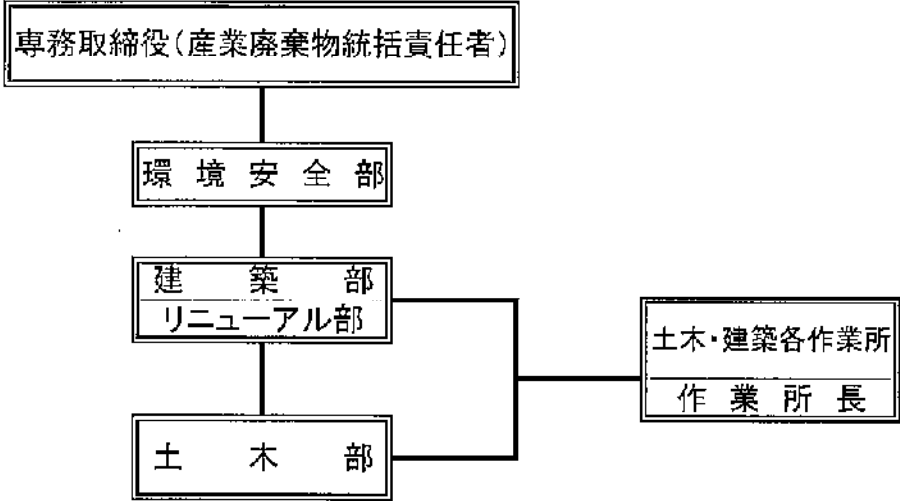 専務取締役(産業廃棄物統括責任者)
環境安全部
建築部
リニューアル部
土木・建築各作業所
作業所長
土木部